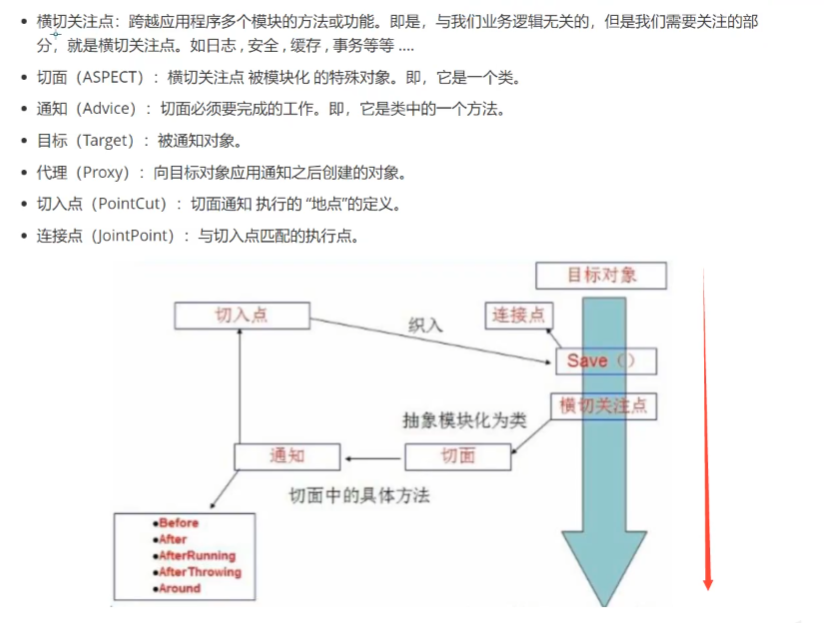 • 横切关注点：跨越应用程序多个模块的方法或功能。即是，与我们业务逻辑无关的，但是我们需要关注的部
分，就是横切关注点。如日志 , 安全 , 缓存 , 事务等等 ....
• 切面（ASPECT）：横切关注点 被模块化 的特殊对象。即，它是一个类。
• 通知（Advice）：切面必须要完成的工作。即，它是类中的一个方法。
• 目标（Target）：被通知对象。
• 代理（Proxy）：向目标对象应用通知之后创建的对象。
• 切入点（PointCut）：切面通知 执行的 “地点”的定义。
• 连接点（JointPoint）：与切入点匹配的执行点。
目标对象
切入点
连接点
织入
Save（）
横切关注点
抽象模块化为类
通知
切面
切面中的具体方法
•Before
•After
•AfterRunning
•AfterThrowing
•Around